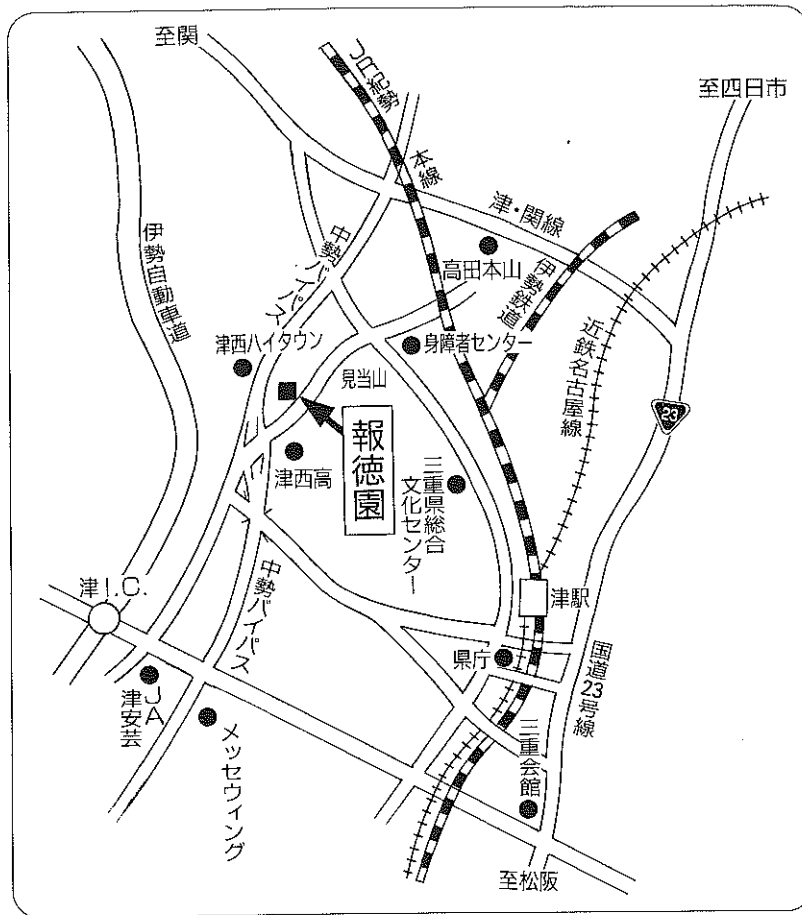 至関
JR紀勢
本線
至四日市
津・関線
高田本山
伊勢鉄道
中勢バイパス
伊勢自動車道
津西ハイタウン
身障者センター
見当山
近鉄名古屋線
23
報徳園
津西高
三重県総合
文化センター
中勢バイパス
津I.C.
津駅
県庁
国道23号線
JA
津安芸
メッセウィング
三重会館
至松阪